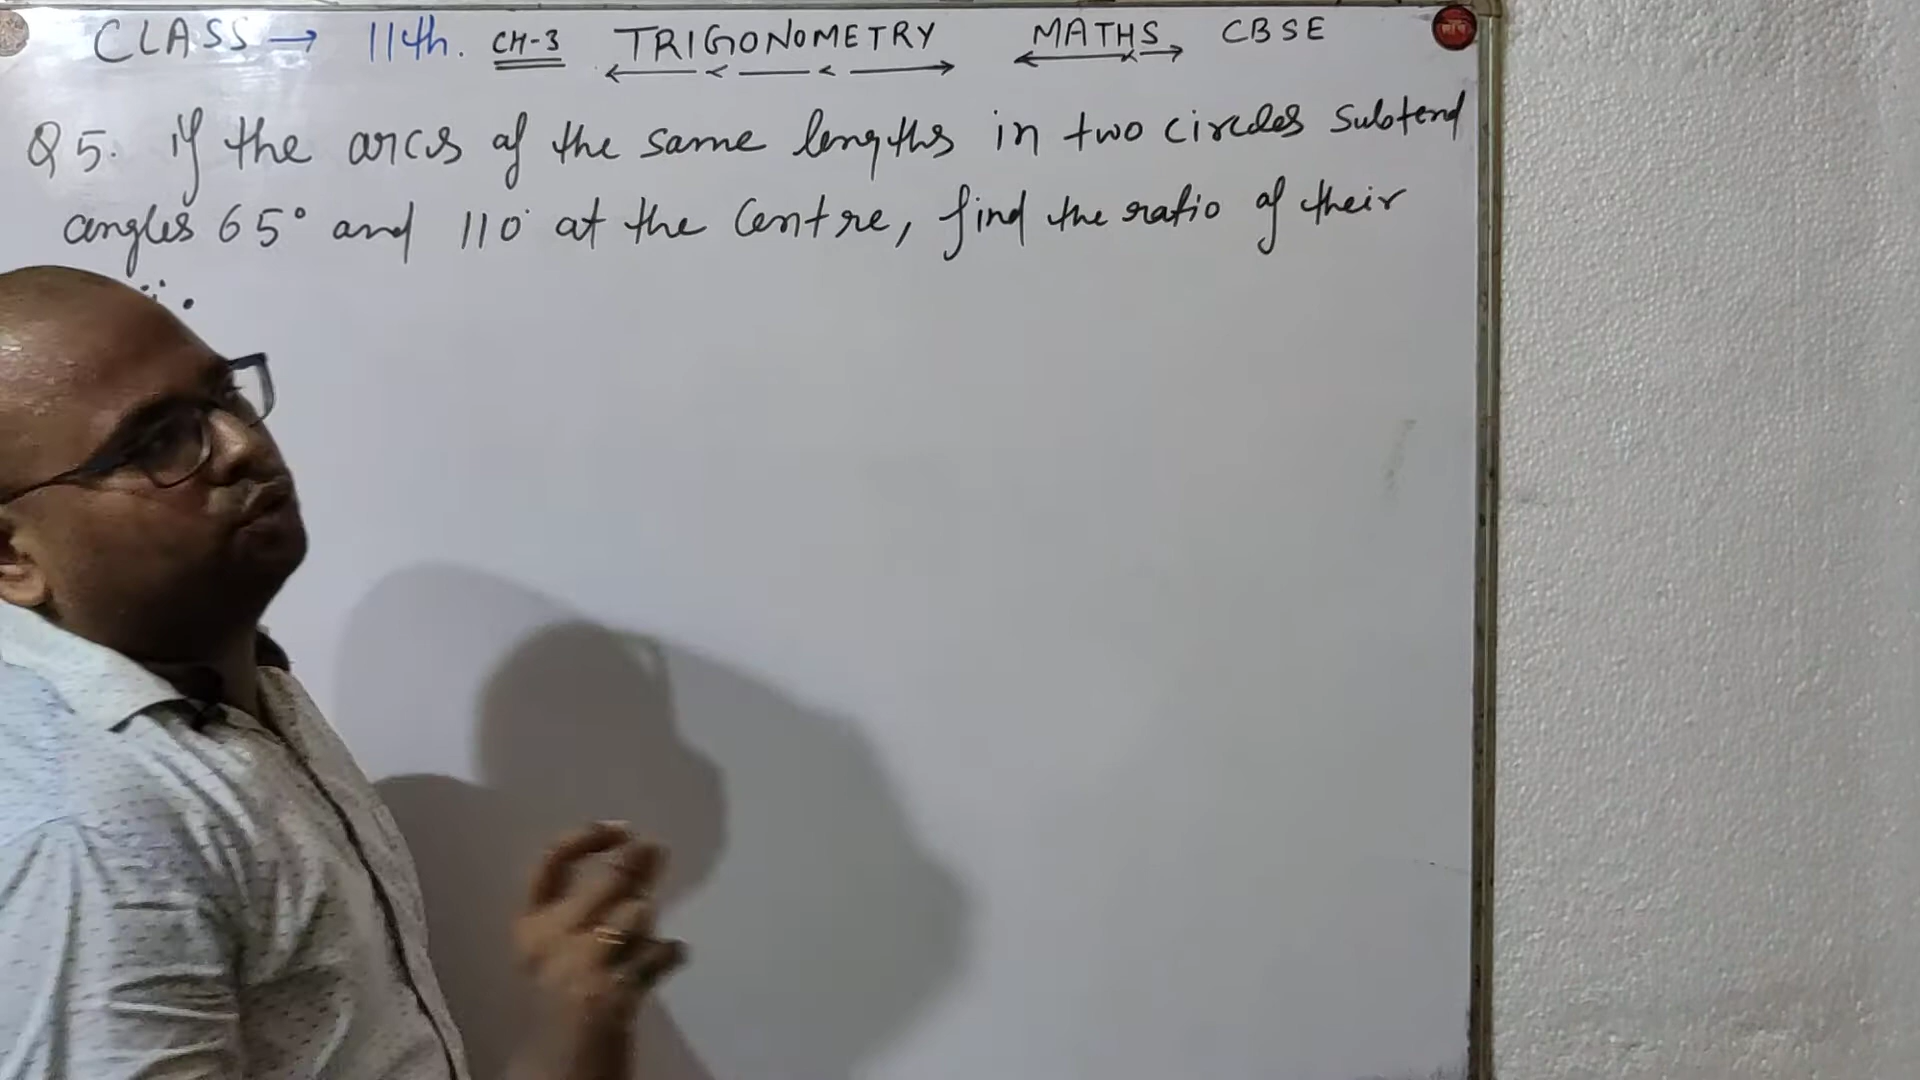 CLASS → 11th. CH-3 TRIGONOMETRY MATHS CBSE
Q5. if the arcs of the same lengths in two circles subtend
angles 65° and 110° at the Centre, find the ratio of their